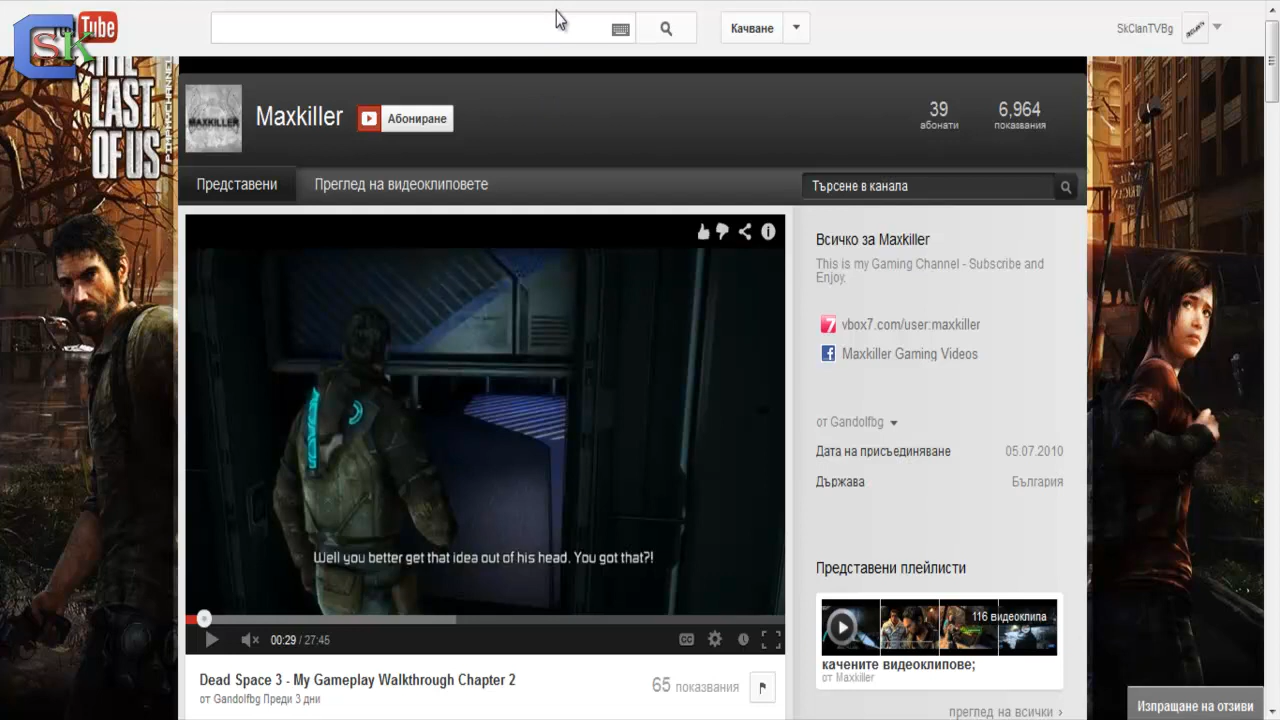 Tube
SK
Качване
SkClanTVBg
THE
LAST
OF US
PIMPMYCHANNEL
MAXKILLER
Maxkiller
Абониране
39
абонати
6,964
показвания
Представени
Преглед на видеоклиповете
Търсене в канала
Всичко за Maxkiller
This is my Gaming Channel - Subscribe and
Enjoy.
vbox7.com/user:maxkiller
Maxkiller Gaming Videos
от Gandolfbg
Дата на присъединяване 05.07.2010
Държава България
Well you better get that idea out of his head. You got that?!
00:29 / 27:45
CC
Представени плейлисти
116 видеоклипа
качените видеоклипове;
от Maxkiller
Dead Space 3 - My Gameplay Walkthrough Chapter 2
от Gandolfbg Преди 3 дни
65 показвания
преглед на всички ›
Изпращане на отзиви